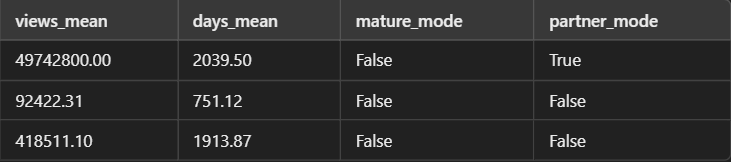 views_mean days_mean mature_mode partner_mode
49742800.00 2039.50 False True
92422.31 751.12 False False
418511.10 1913.87 False False